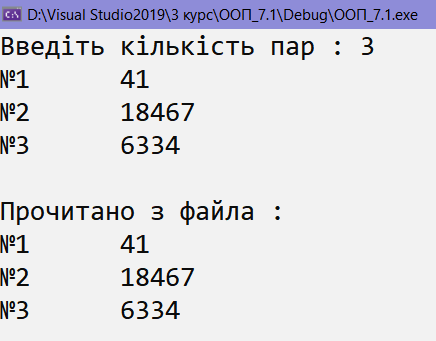 D:\Visual Studio2019\3 курс\ООП_7.1\Debug\ООП_7.1.exe
Введіть кількість пар : 3
№1 41
№2 18467
№3 6334
Прочитано з файла :
№1 41
№2 18467
№3 6334